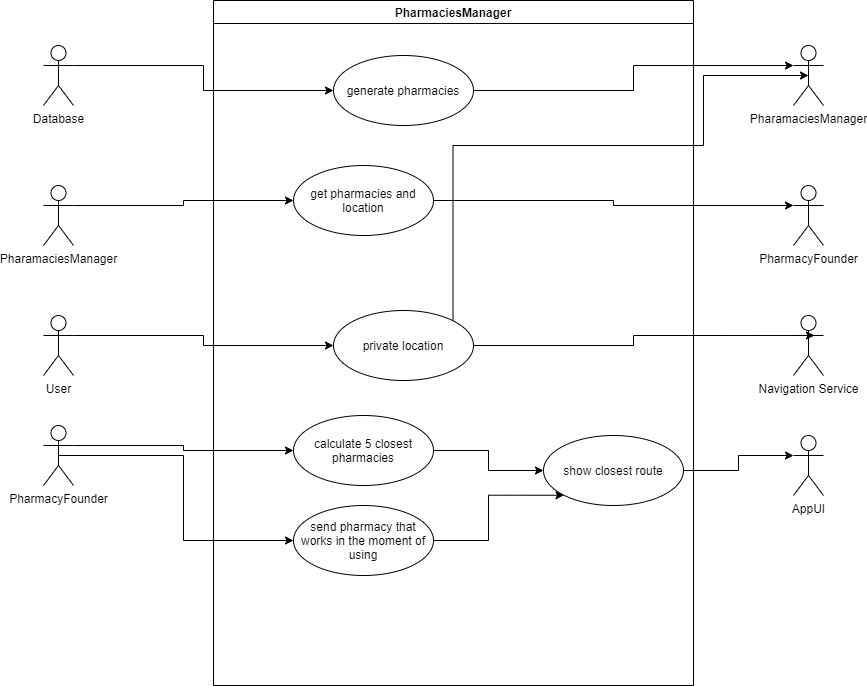 PharmaciesManager
Database
generate pharmacies
PharamaciesManager
PharamaciesManager
get pharmacies and
location
PharmacyFounder
User
private location
Navigation Service
PharmacyFounder
calculate 5 closest
pharmacies
show closest route
AppUI
send pharmacy that
works in the moment of
using